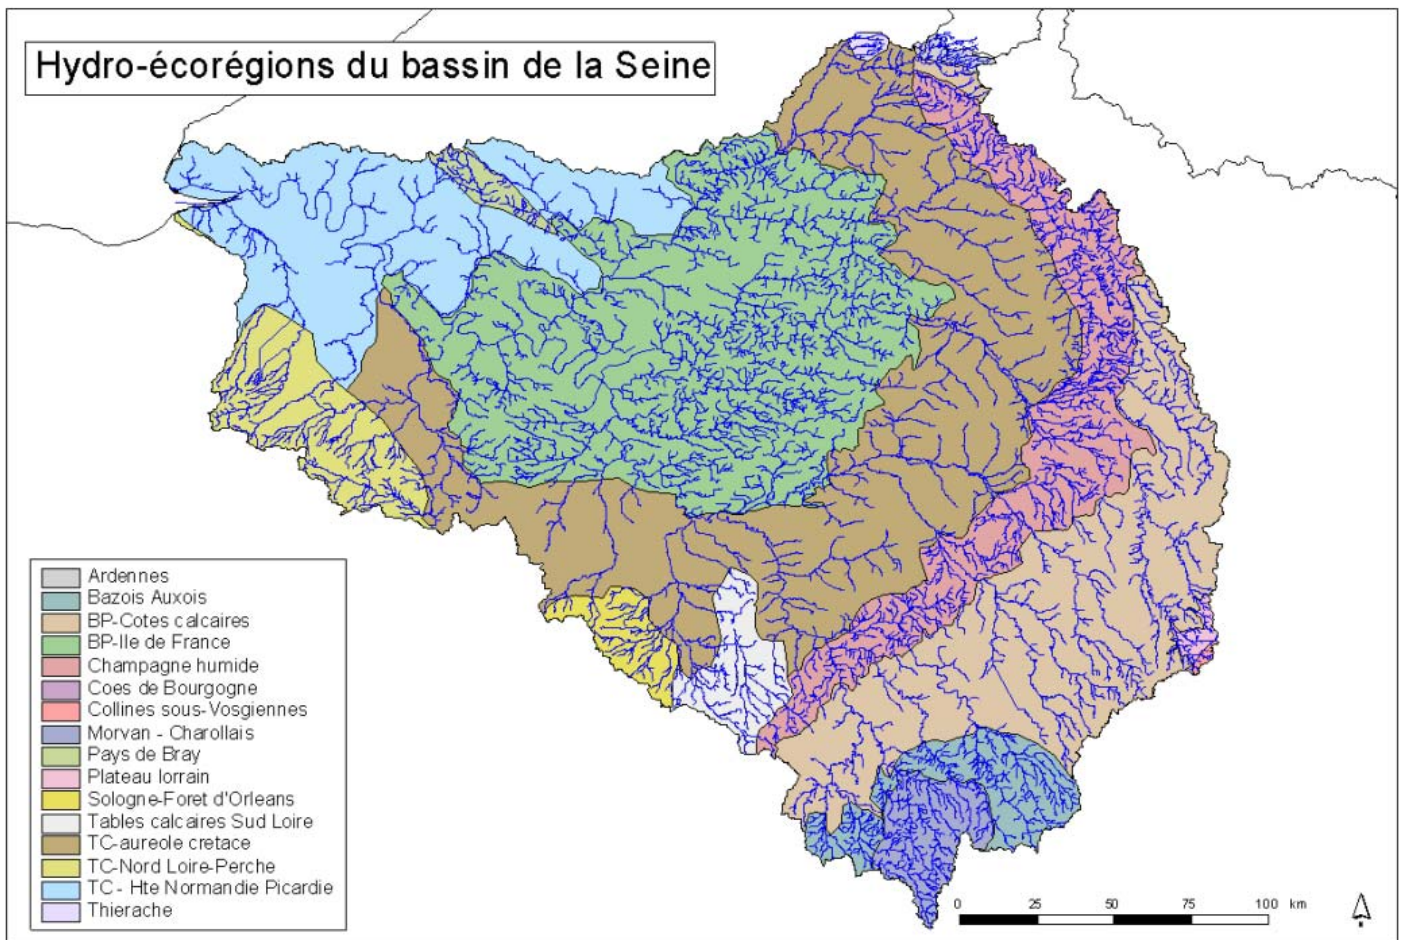 Hydro-écorégions du bassin de la Seine
Ardennes
Bazois Auxois
BP-Cotes calcaires
BP-Ile de France
Champagne humide
Coes de Bourgogne
Collines sous-Vosgiennes
Morvan - Charollais
Pays de Bray
Plateau lorrain
Sologne-Foret d'Orleans
Tables calcaires Sud Loire
TC-aureole cretace
TC-Nord Loire-Perche
TC - Hte Normandie Picardie
Thierache
0 25 50 75 100 km